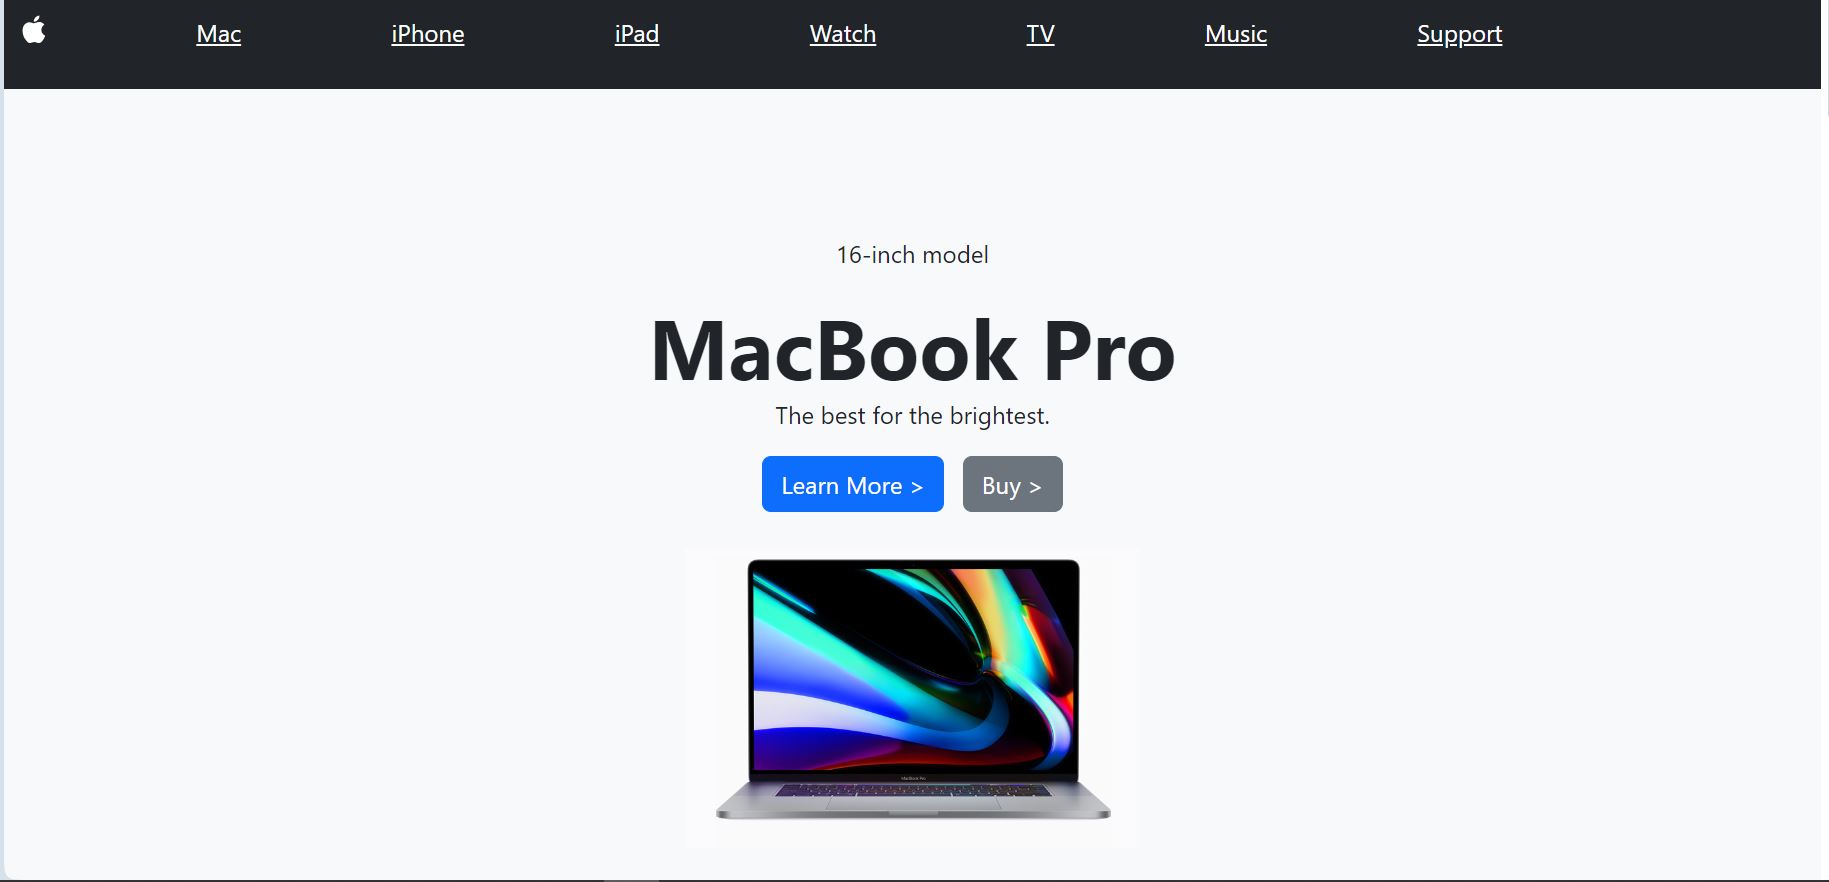 Mac iPhone iPad Watch TV Music Support
16-inch model
MacBook Pro
The best for the brightest.
Learn More > Buy >
MacBook Pro